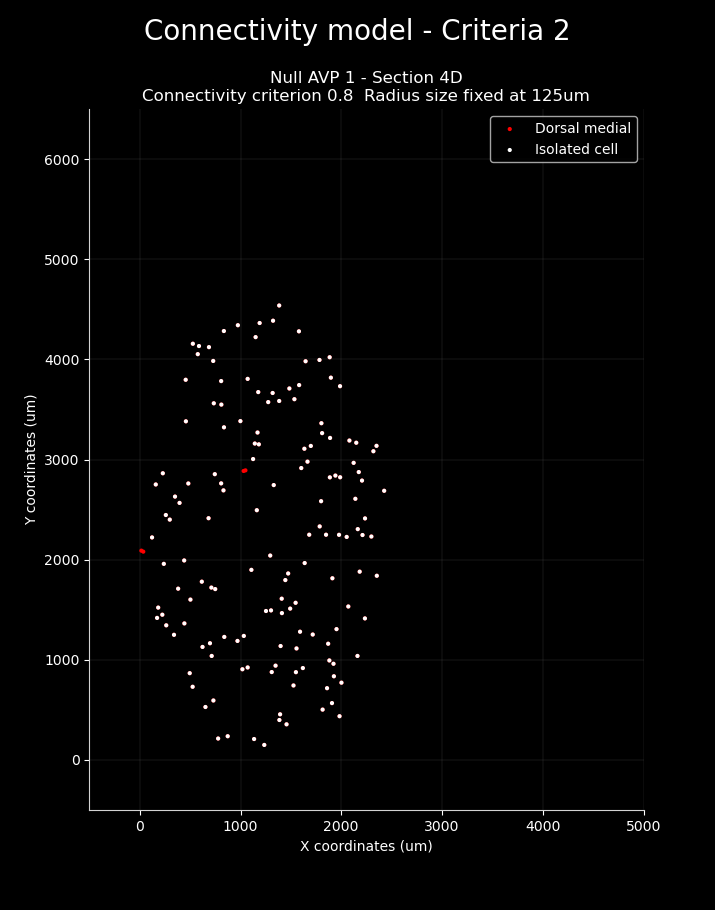 Connectivity model - Criteria 2
Null AVP 1 - Section 4D
Connectivity criterion 0.8  Radius size fixed at 125um
Dorsal medial
Isolated cell
6000
5000
4000
3000
2000
1000
0
Y coordinates (um)
0
1000
2000
3000
4000
5000
X coordinates (um)